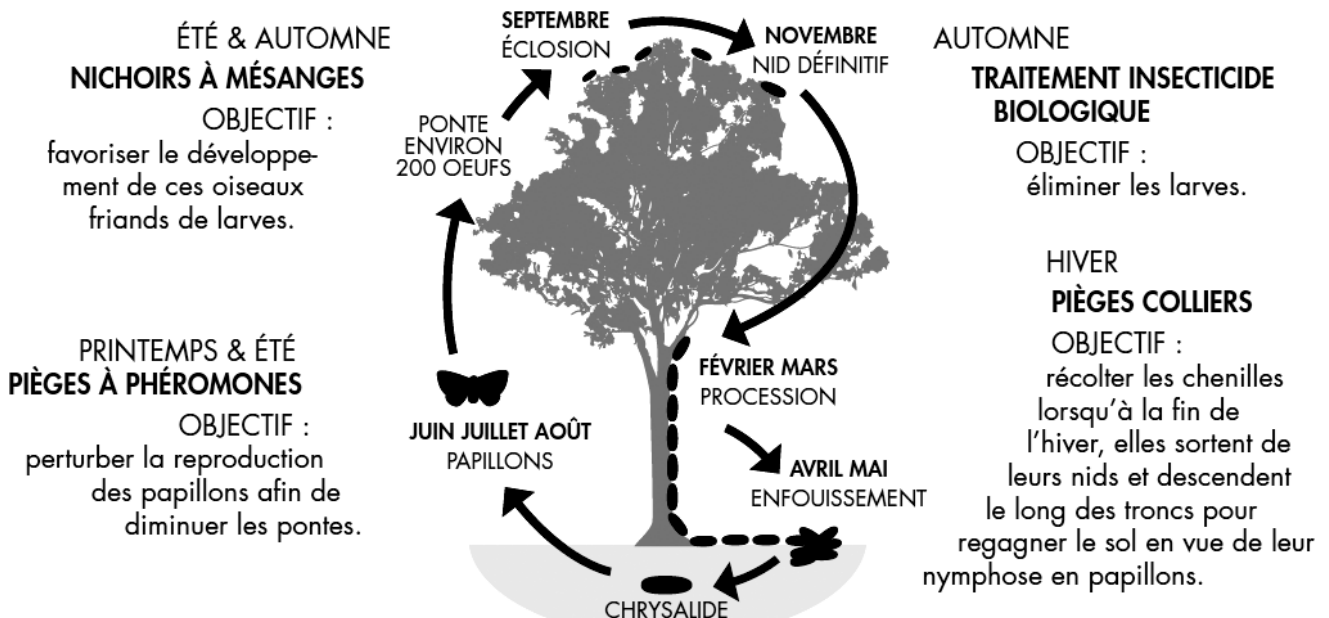 ÉTÉ & AUTOMNE
NICHOIRS À MÉSANGES
OBJECTIF :
favoriser le développe-
ment de ces oiseaux
friands de larves.
PRINTEMPS & ÉTÉ
PIÈGES À PHÉROMONES
OBJECTIF :
perturber la reproduction
des papillons afin de
diminuer les pontes.
SEPTEMBRE
ÉCLOSION
NOVEMBRE
NID DÉFINITIF
PONTE
ENVIRON
200 OEUFS
FÉVRIER MARS
PROCESSION
JUIN JUILLET AOÛT
PAPILLONS
AVRIL MAI
ENFOUISSEMENT
CHRYSALIDE
AUTOMNE
TRAITEMENT INSECTICIDE
BIOLOGIQUE
OBJECTIF :
éliminer les larves.
HIVER
PIÈGES COLLIERS
OBJECTIF :
récolter les chenilles
lorsqu'à la fin de
l'hiver, elles sortent de
leurs nids et descendent
le long des troncs pour
regagner le sol en vue de leur
nymphose en papillons.